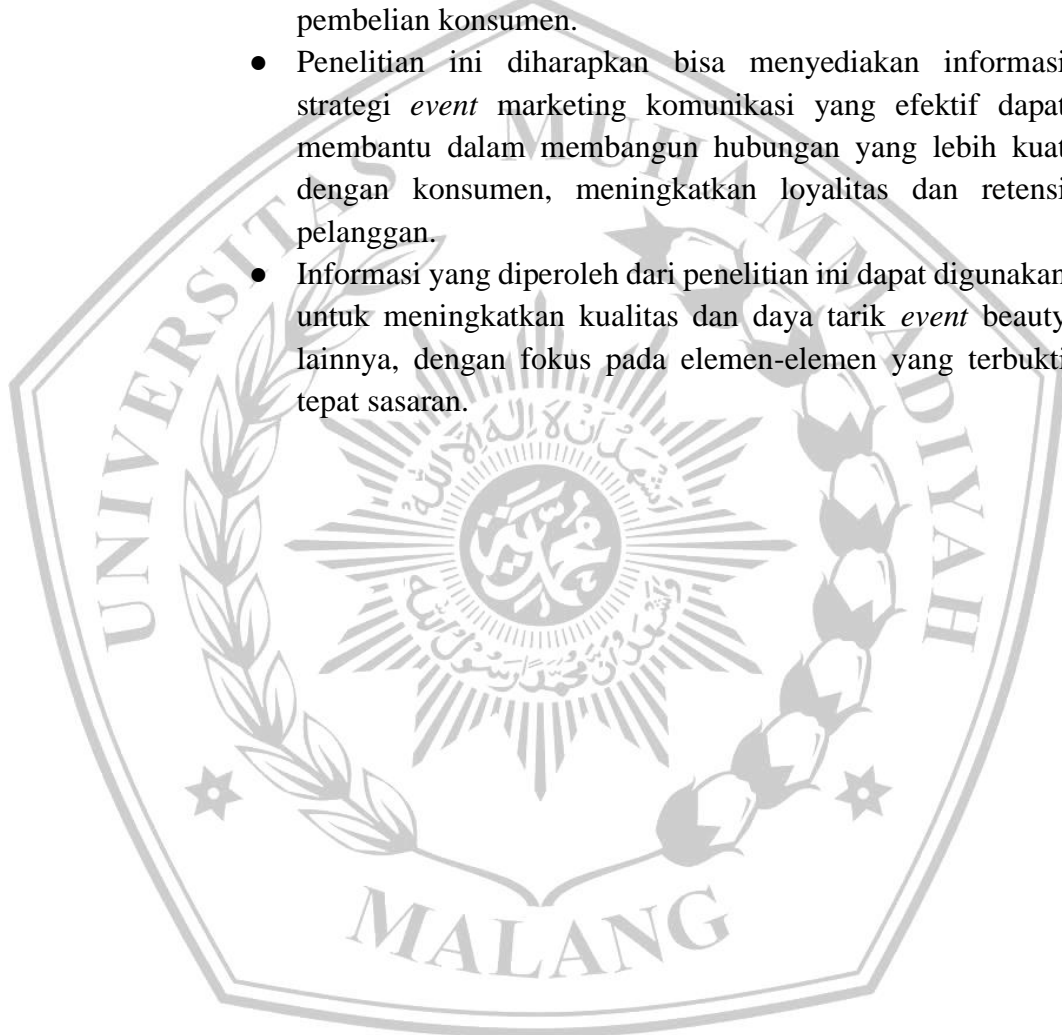 pembelian konsumen.
● Penelitian ini diharapkan bisa menyediakan informasi
strategi event marketing komunikasi yang efektif dapat
membantu dalam membangun hubungan yang lebih kuat
dengan konsumen, meningkatkan loyalitas dan retensi
pelanggan.
● Informasi yang diperoleh dari penelitian ini dapat digunakan
untuk meningkatkan kualitas dan daya tarik event beauty
lainnya, dengan fokus pada elemen-elemen yang terbukti
tepat sasaran.
UNIVERSITAS MUHAMMADIYAH
MALANG